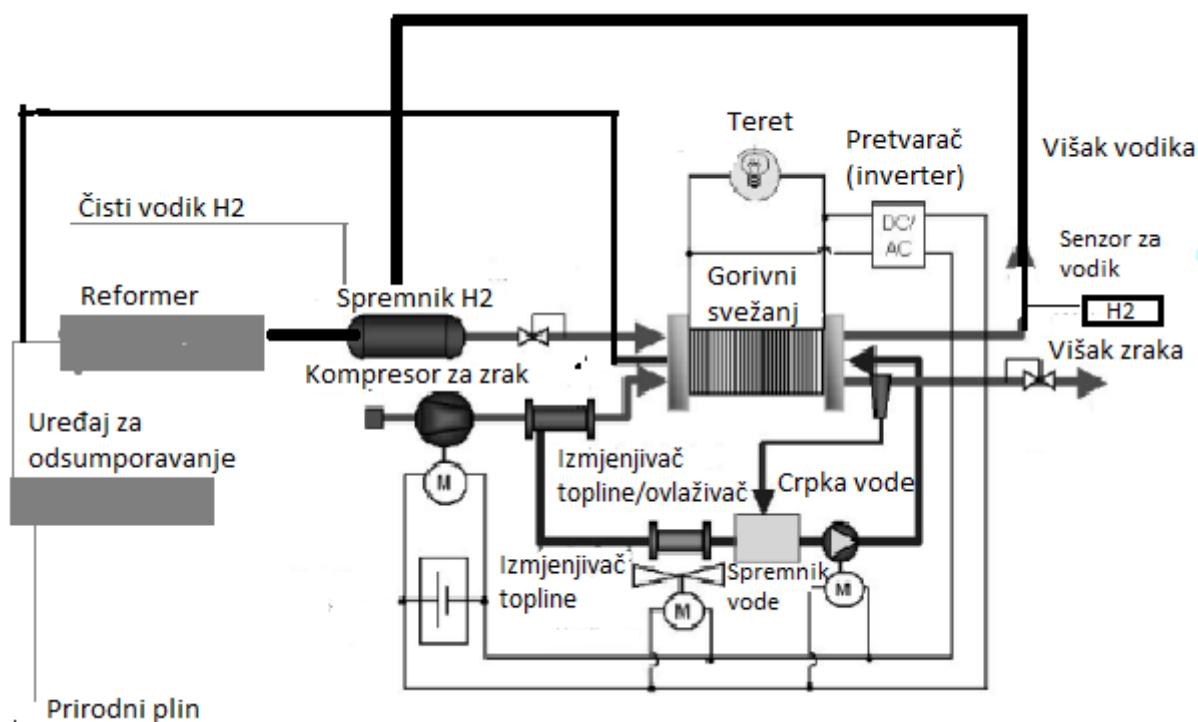 Teret
Pretvarač
(inverter)
Višak vodika
Čisti vodik H2
DC/
AC
Senzor za
vodik
Reformer
Spremnik H2
Gorivni
svežanj
H2
Višak zraka
Kompresor za zrak
Uređaj za
odsumporavanje
Izmjenjivač
topline/ovlaživač
Crpka vode
M
Izmjenjivač
topline
Spremnik
vode
M
M
Prirodni plin